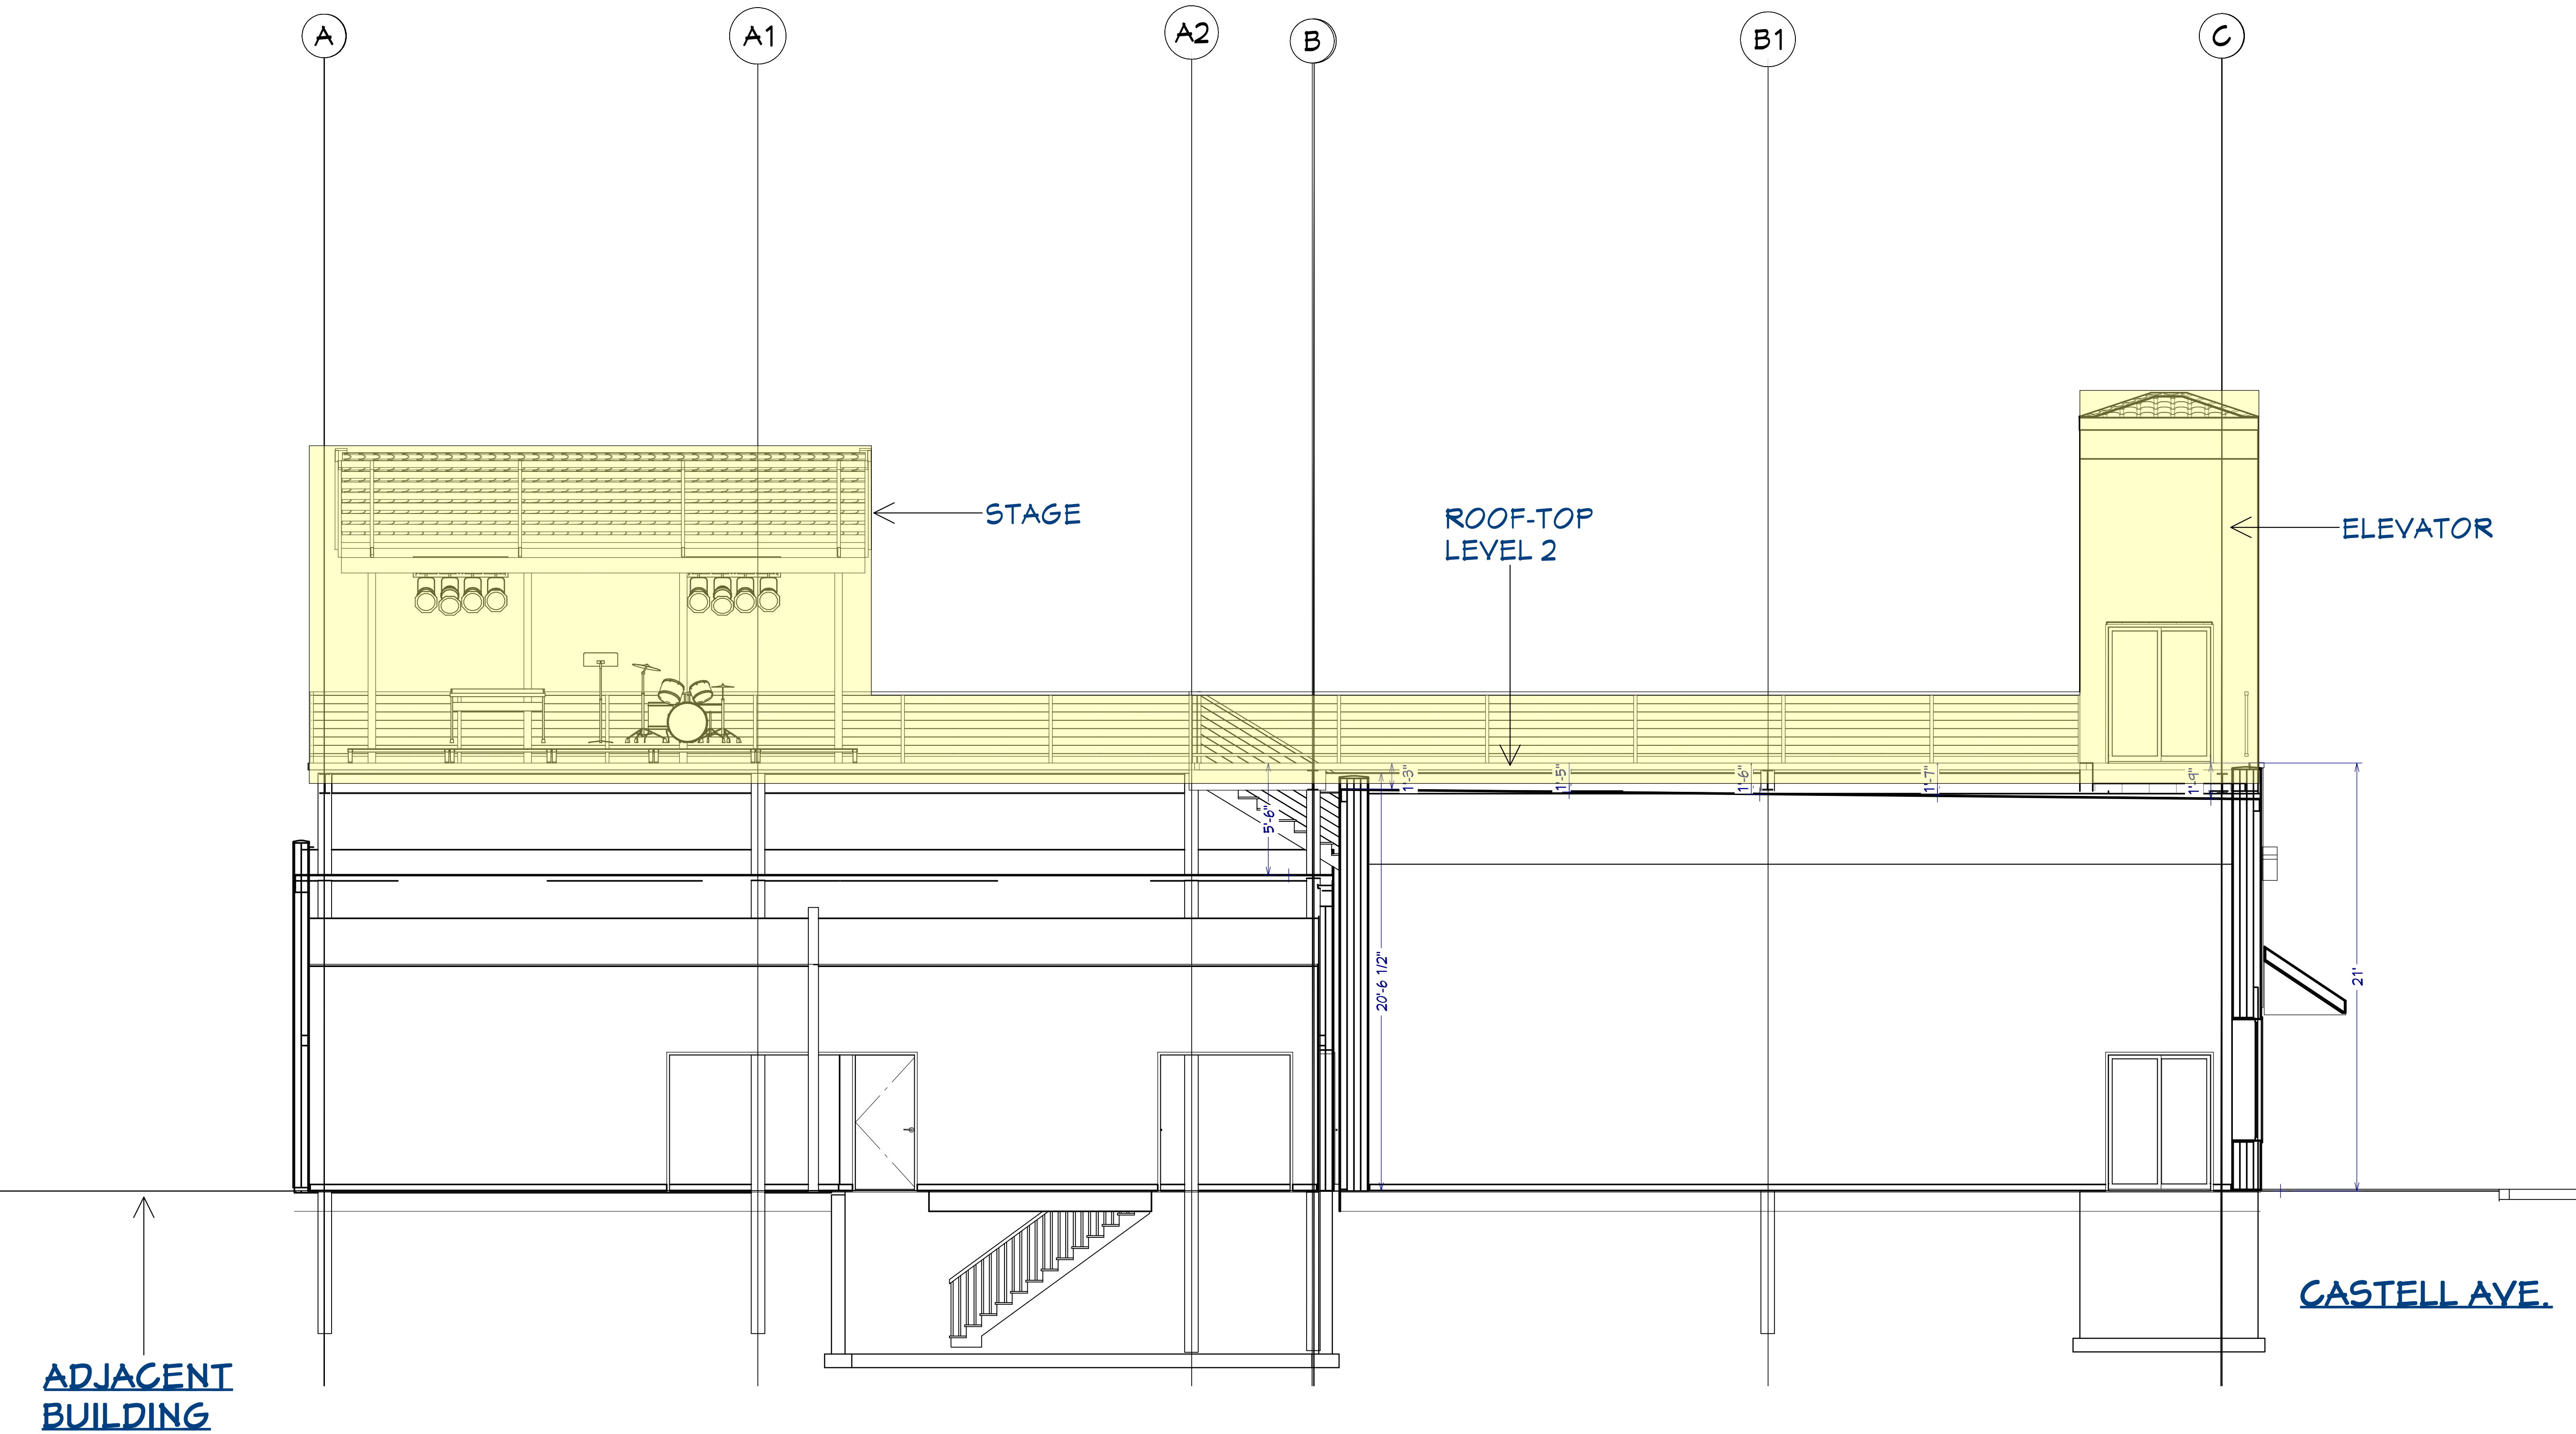 A
A1
A2
B
B1
C
STAGE
ROOF-TOP
LEVEL 2
ELEVATOR
1'-3"
1'-5"
1'-6"
1'-7"
1'-9"
5'-6"
20'-6 1/2"
21'
CASTELL AVE.
ADJACENT
BUILDING